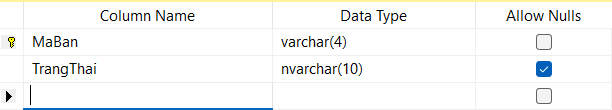 Column Name Data Type Allow Nulls
MaBan varchar(4)
TrangThai nvarchar(10)